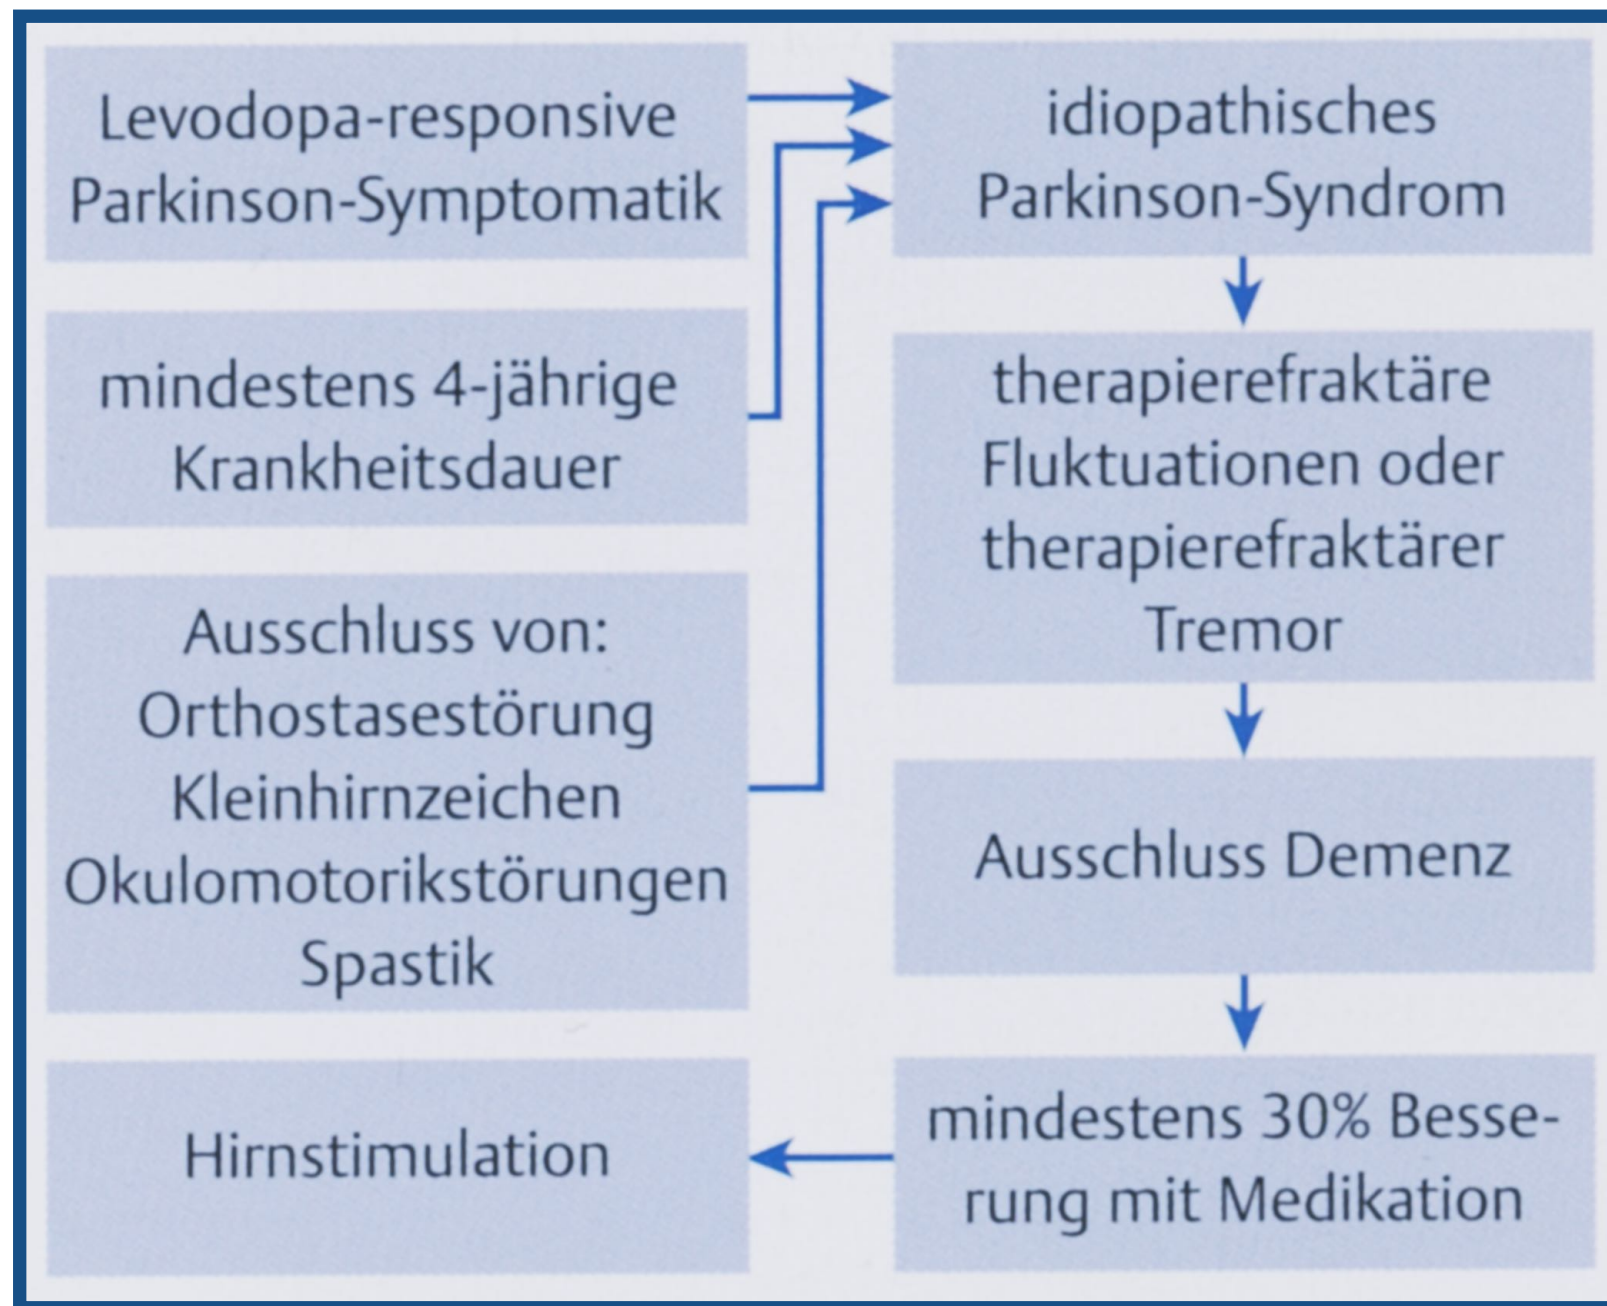 Levodopa-responsive
Parkinson-Symptomatik
mindestens 4-jährige
Krankheitsdauer
Ausschluss von:
Orthostasestörung
Kleinhirnzeichen
Okulomotorikstörungen
Spastik
idiopathisches
Parkinson-Syndrom
therapierefraktäre
Fluktuationen oder
therapierefraktärer
Tremor
Ausschluss Demenz
mindestens 30% Besse-
rung mit Medikation
Hirnstimulation